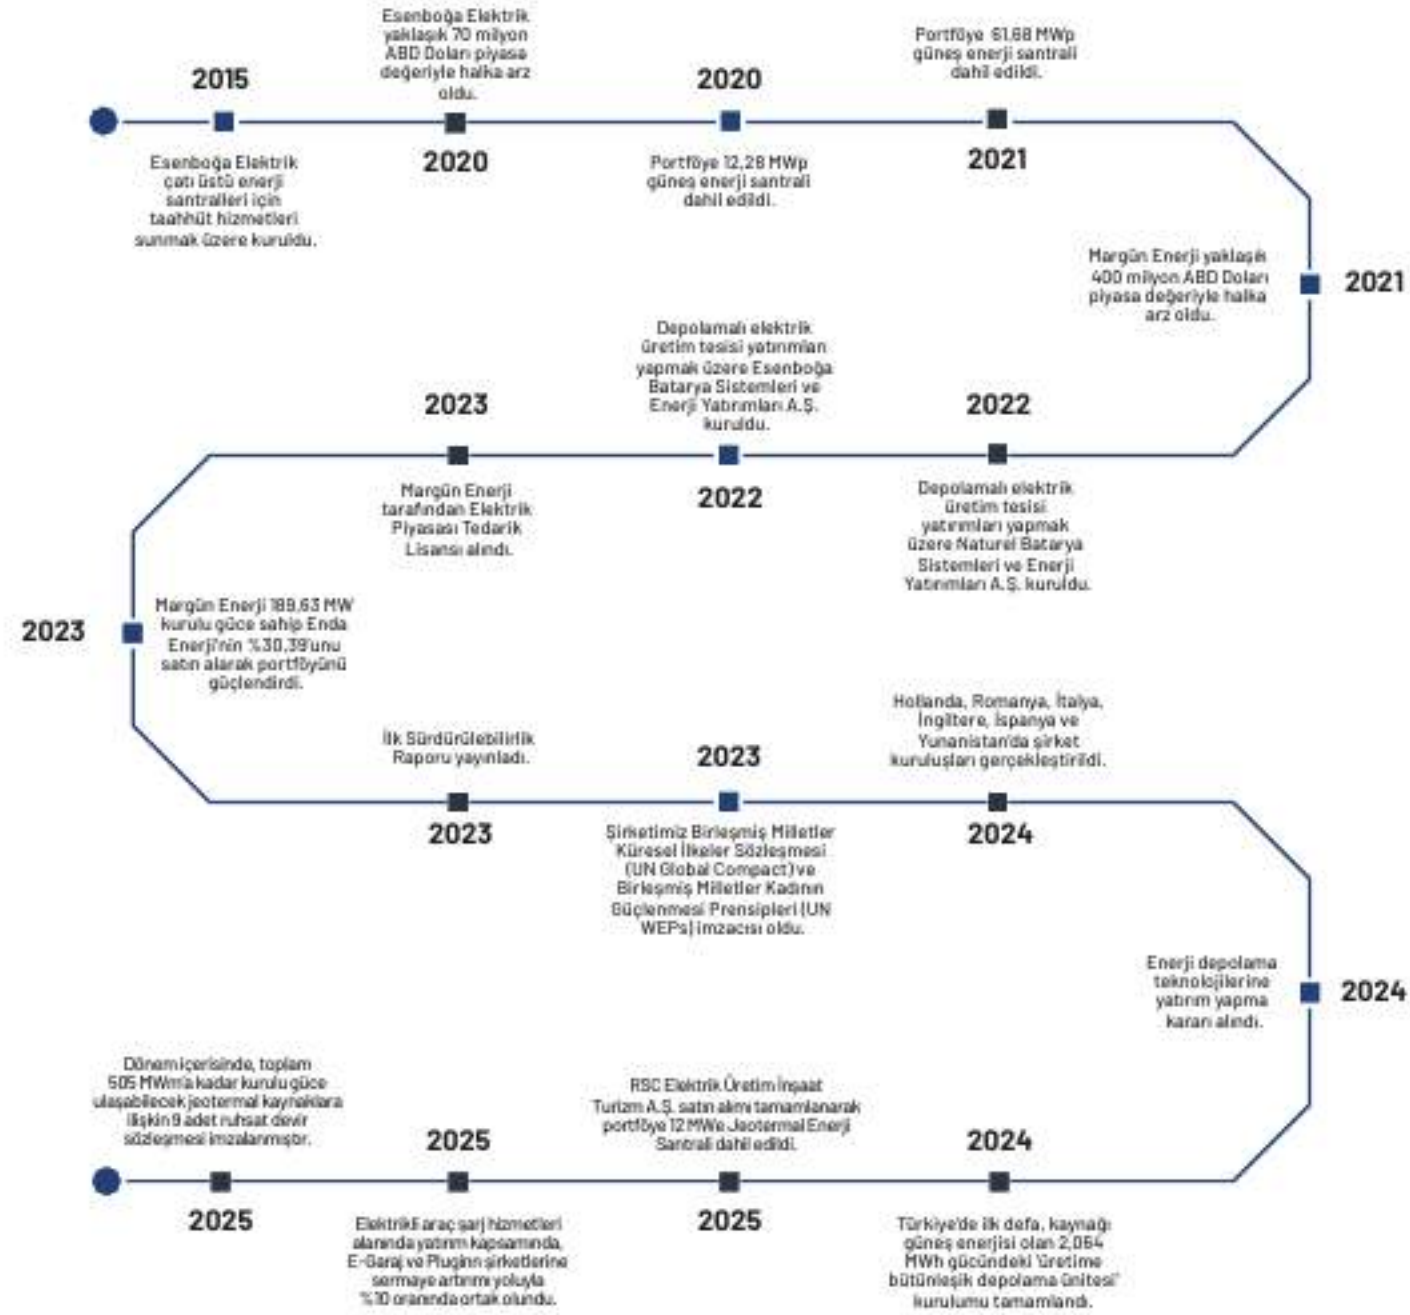 2015
Esenboğa Elektrik
çatı üstü enerji
santralleri için
taahhüt hizmetleri
sunmak üzere kuruldu.
Esenboğa Elektrik
yaklaşık 70 milyon
ABD Doları piyasa
değeriyle halka arz
oldu.
2020
2020
Portföye 12,28 MWp
güneş enerji santrali
dahil edildi.
Portföye 61,68 MWp
güneş enerji santrali
dahil edildi.
2021
Margün Enerji yaklaşık
400 milyon ABD Doları
piyasa değeriyle halka
arz oldu.
2021
2022
Depolamalı elektrik
üretim tesisi
yatırımları yapmak
üzere Naturel Batarya
Sistemleri ve Enerji
Yatırımları A.Ş. kuruldu.
Depolamalı elektrik
üretim tesisi yatırımları
yapmak üzere Esenboğa
Batarya Sistemleri ve
Enerji Yatırımları A.Ş.
kuruldu.
2022
2023
Margün Enerji
tarafından Elektrik
Piyasası Tedarik
Lisansı alındı.
2023
Margün Enerji 189,63 MW
kurulu güce sahip Enda
Enerji'nin %30,39'unu
satın alarak portföyünü
güçlendirdi.
İlk Sürdürülebilirlik
Raporu yayınladı.
2023
2023
Şirketimiz Birleşmiş Milletler
Küresel İlkeler Sözleşmesi
(UN Global Compact) ve
Birleşmiş Milletler Kadının
Güçlenmesi Prensipleri (UN
WEPs) imzacısı oldu.
Hollanda, Romanya, İtalya,
İngiltere, İspanya ve
Yunanistan'da şirket
kuruluşları gerçekleştirildi.
2024
Enerji depolama
teknolojilerine
yatırım yapma
kararı alındı.
2024
2024
Türkiye'de ilk defa, kaynağı
güneş enerjisi olan 2,064
MWh gücündeki 'üretime
bütünleşik depolama ünitesi'
kurulumu tamamlandı.
RSC Elektrik Üretim İnşaat
Turizm A.Ş. satın alımı tamamlanarak
portföye 12 MWe Jeotermal Enerji
Santrali dahil edildi.
2025
2025
Elektrikli araç şarj hizmetleri
alanında yatırım kapsamında,
E-Garaj ve Pluginn şirketlerine
sermaye artırımı yoluyla
%10 oranında ortak olundu.
Dönem içerisinde, toplam
505 MWm'a kadar kurulu güce
ulaşabilecek jeotermal kaynaklara
ilişkin 9 adet ruhsat devir
sözleşmesi imzalanmıştır.
2025